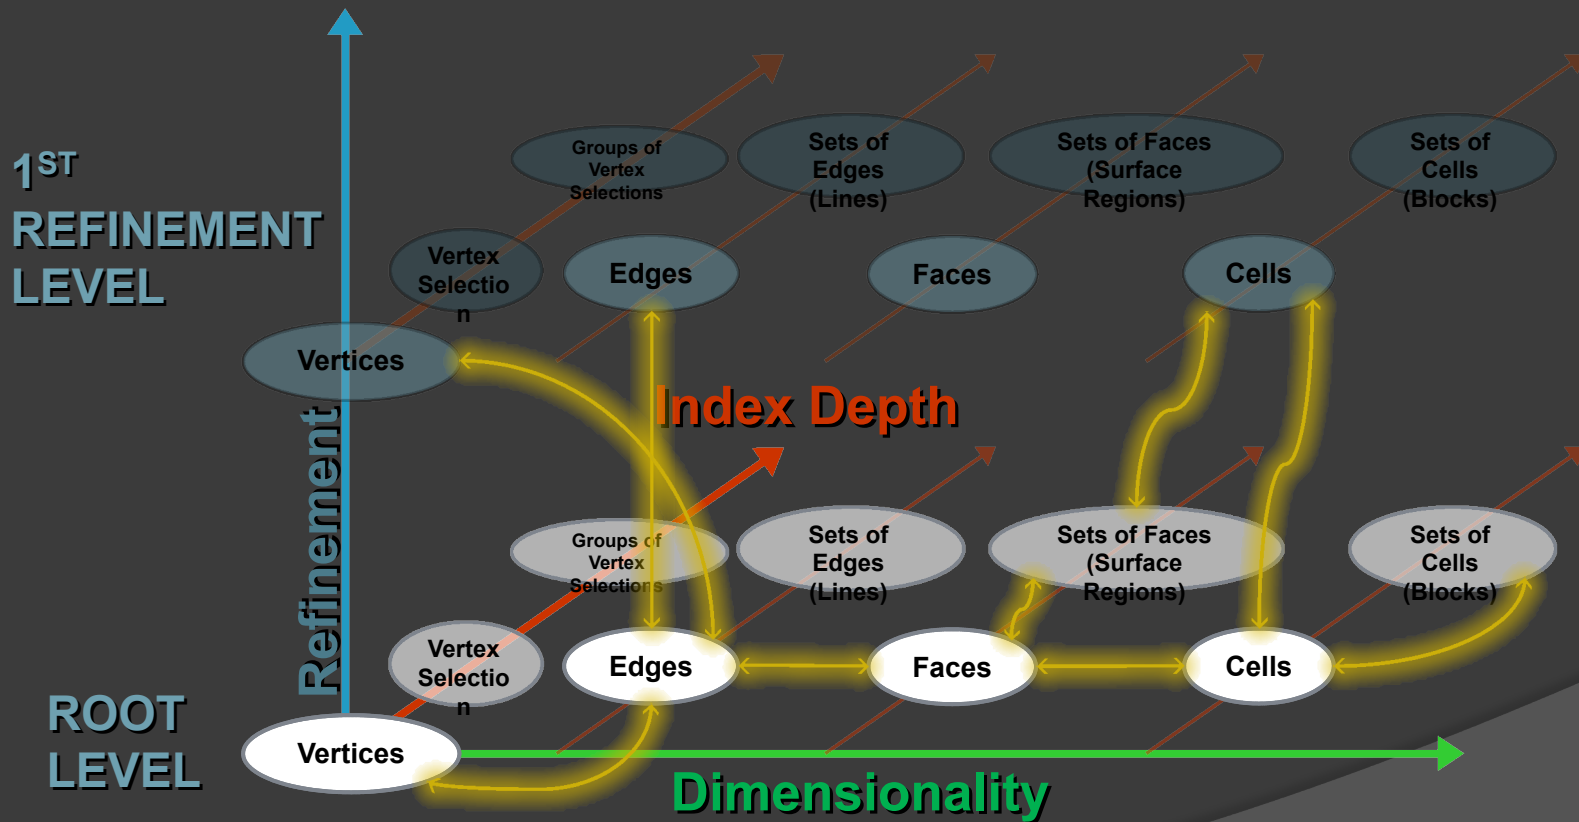 1ST
REFINEMENT
LEVEL
Groups of
Vertex
Selections
Sets of
Edges
(Lines)
Sets of Faces
(Surface
Regions)
Sets of
Cells
(Blocks)
Vertex
Selectio
n
Edges
Faces
Cells
Vertices
Index Depth
Refinement
Groups of
Vertex
Selections
Sets of
Edges
(Lines)
Sets of Faces
(Surface
Regions)
Sets of
Cells
(Blocks)
Vertex
Selectio
n
Edges
Faces
Cells
ROOT
LEVEL
Vertices
Dimensionality